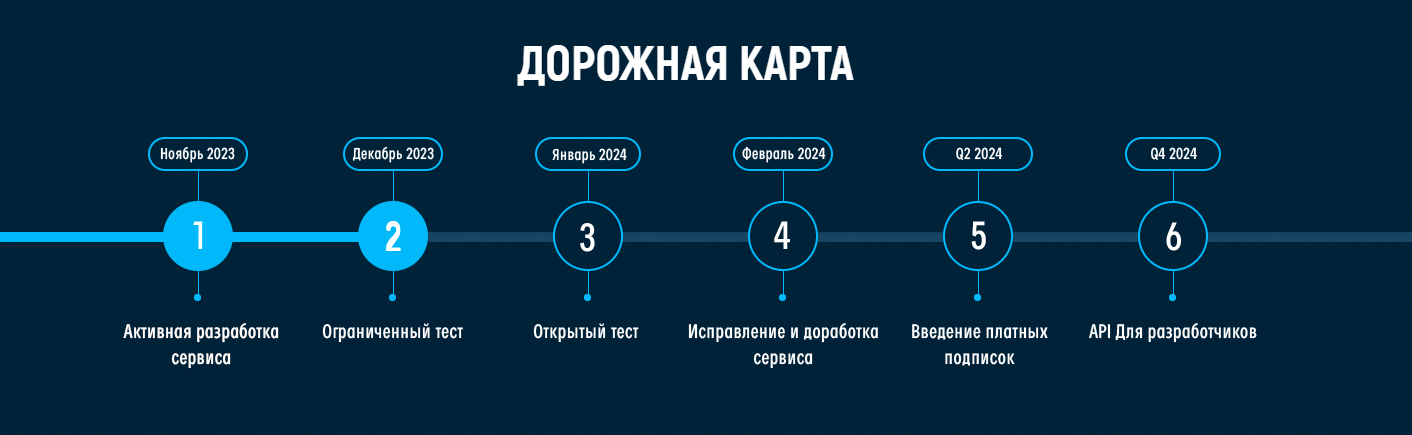 ДОРОЖНАЯ КАРТА
Ноябрь 2023
Декабрь 2023
Январь 2024
Февраль 2024
Q2 2024
Q4 2024
1
2
3
4
5
6
Активная разработка
сервиса
Ограниченный тест
Открытый тест
Исправление и доработка
сервиса
Введение платных
подписок
API Для разработчиков